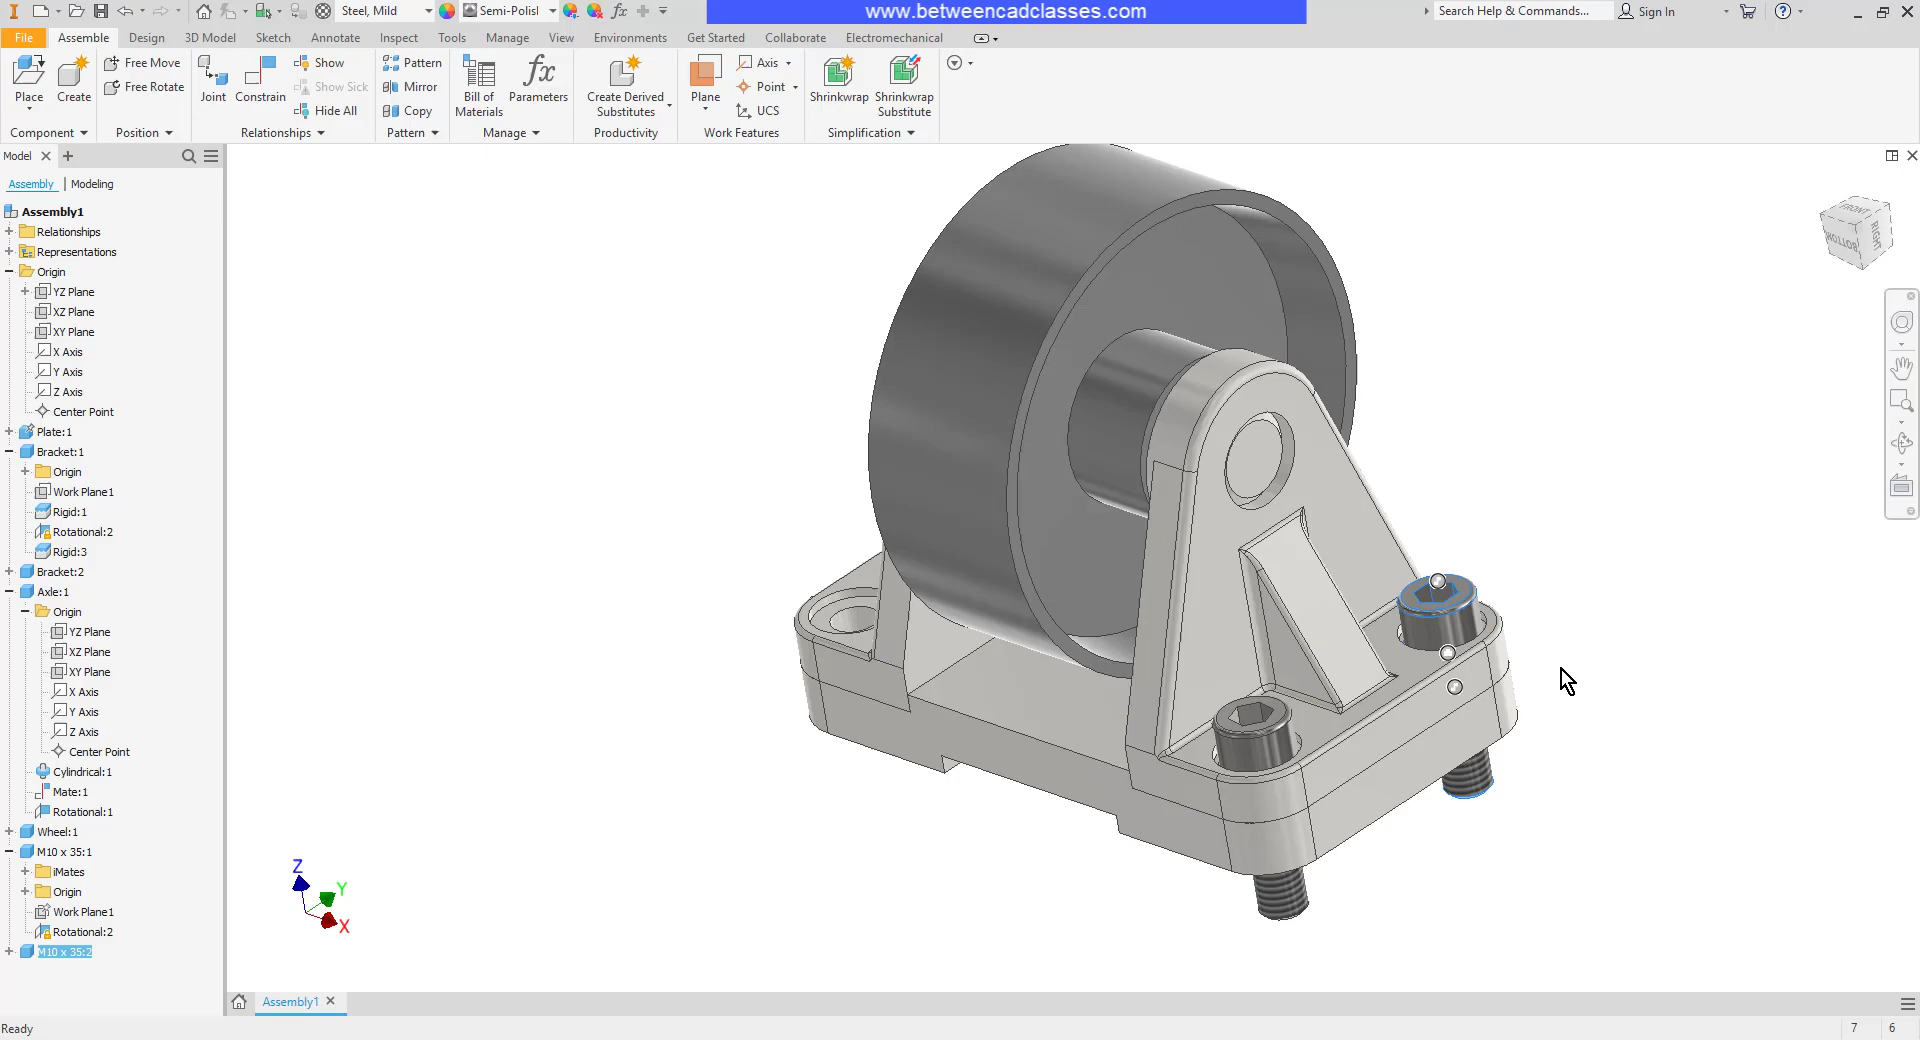 Steel, Mild
Semi-Polisl
fx
www.betweencadclasses.com
Search Help & Commands...
Sign In
File
Assemble
Design
3D Model
Sketch
Annotate
Inspect
Tools
Manage
View
Environments
Get Started
Collaborate
Electromechanical
Place
Create
Free Move
Free Rotate
Joint
Constrain
Show
Show Sick
Hide All
Pattern
Mirror
Copy
Bill of
Materials
fx
Parameters
Create Derived
Substitutes
Plane
Axis
Point
UCS
Shrinkwrap
Shrinkwrap
Substitute
Component
Position
Relationships
Pattern
Manage
Productivity
Work Features
Simplification
Model
Assembly
Modeling
Assembly1
Relationships
Representations
Origin
YZ Plane
XZ Plane
XY Plane
X Axis
Y Axis
Z Axis
Center Point
Plate:1
Bracket:1
Origin
Work Plane1
Rigid:1
Rotational:2
Rigid:3
Bracket:2
Axle:1
Origin
YZ Plane
XZ Plane
XY Plane
X Axis
Y Axis
Z Axis
Center Point
Cylindrical:1
Mate:1
Rotational:1
Wheel:1
M10 x 35:1
iMates
Origin
Work Plane1
Rotational:2
M10 x 35:2
FRONT
BOTTOM
RIGHT
Z
Y
X
Assembly1
Ready
7
6